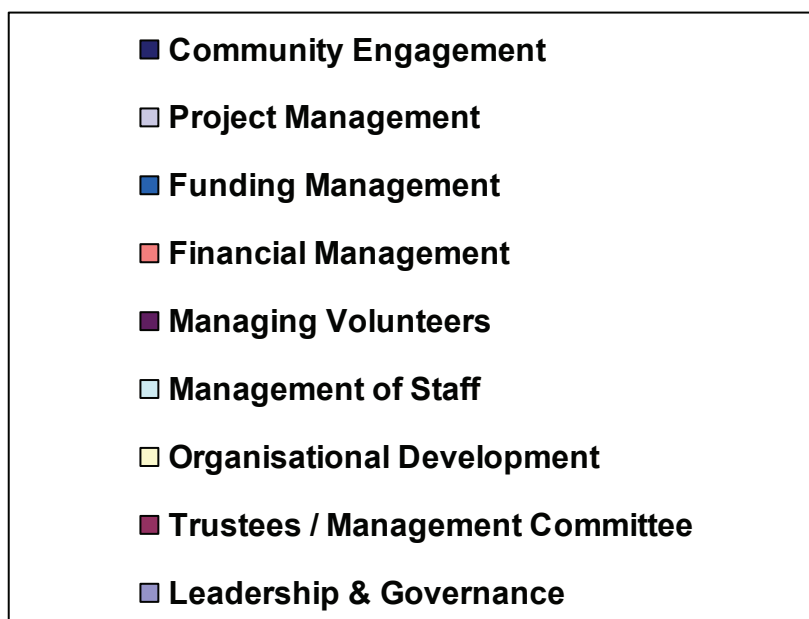 Community Engagement
Project Management
Funding Management
Financial Management
Managing Volunteers
Management of Staff
Organisational Development
Trustees / Management Committee
Leadership & Governance